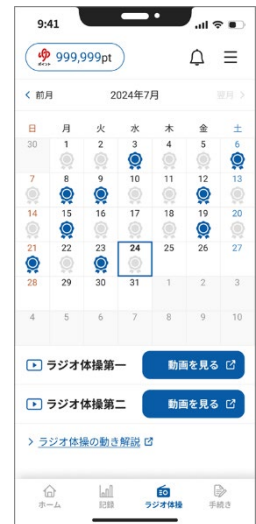 9:41
ポイント 999,999pt
< 前月 2024年7月 翌月 >
日 月 火 水 木 金 土
30 1 2 3 4 5 6
7 8 9 10 11 12 13
14 15 16 17 18 19 20
21 22 23 24 25 26 27
28 29 30 31 1 2 3
4 5 6 7 8 9 10
ラジオ体操第一 動画を見る
ラジオ体操第二 動画を見る
> ラジオ体操の動き解説
ホーム 記録 ラジオ体操 手続き